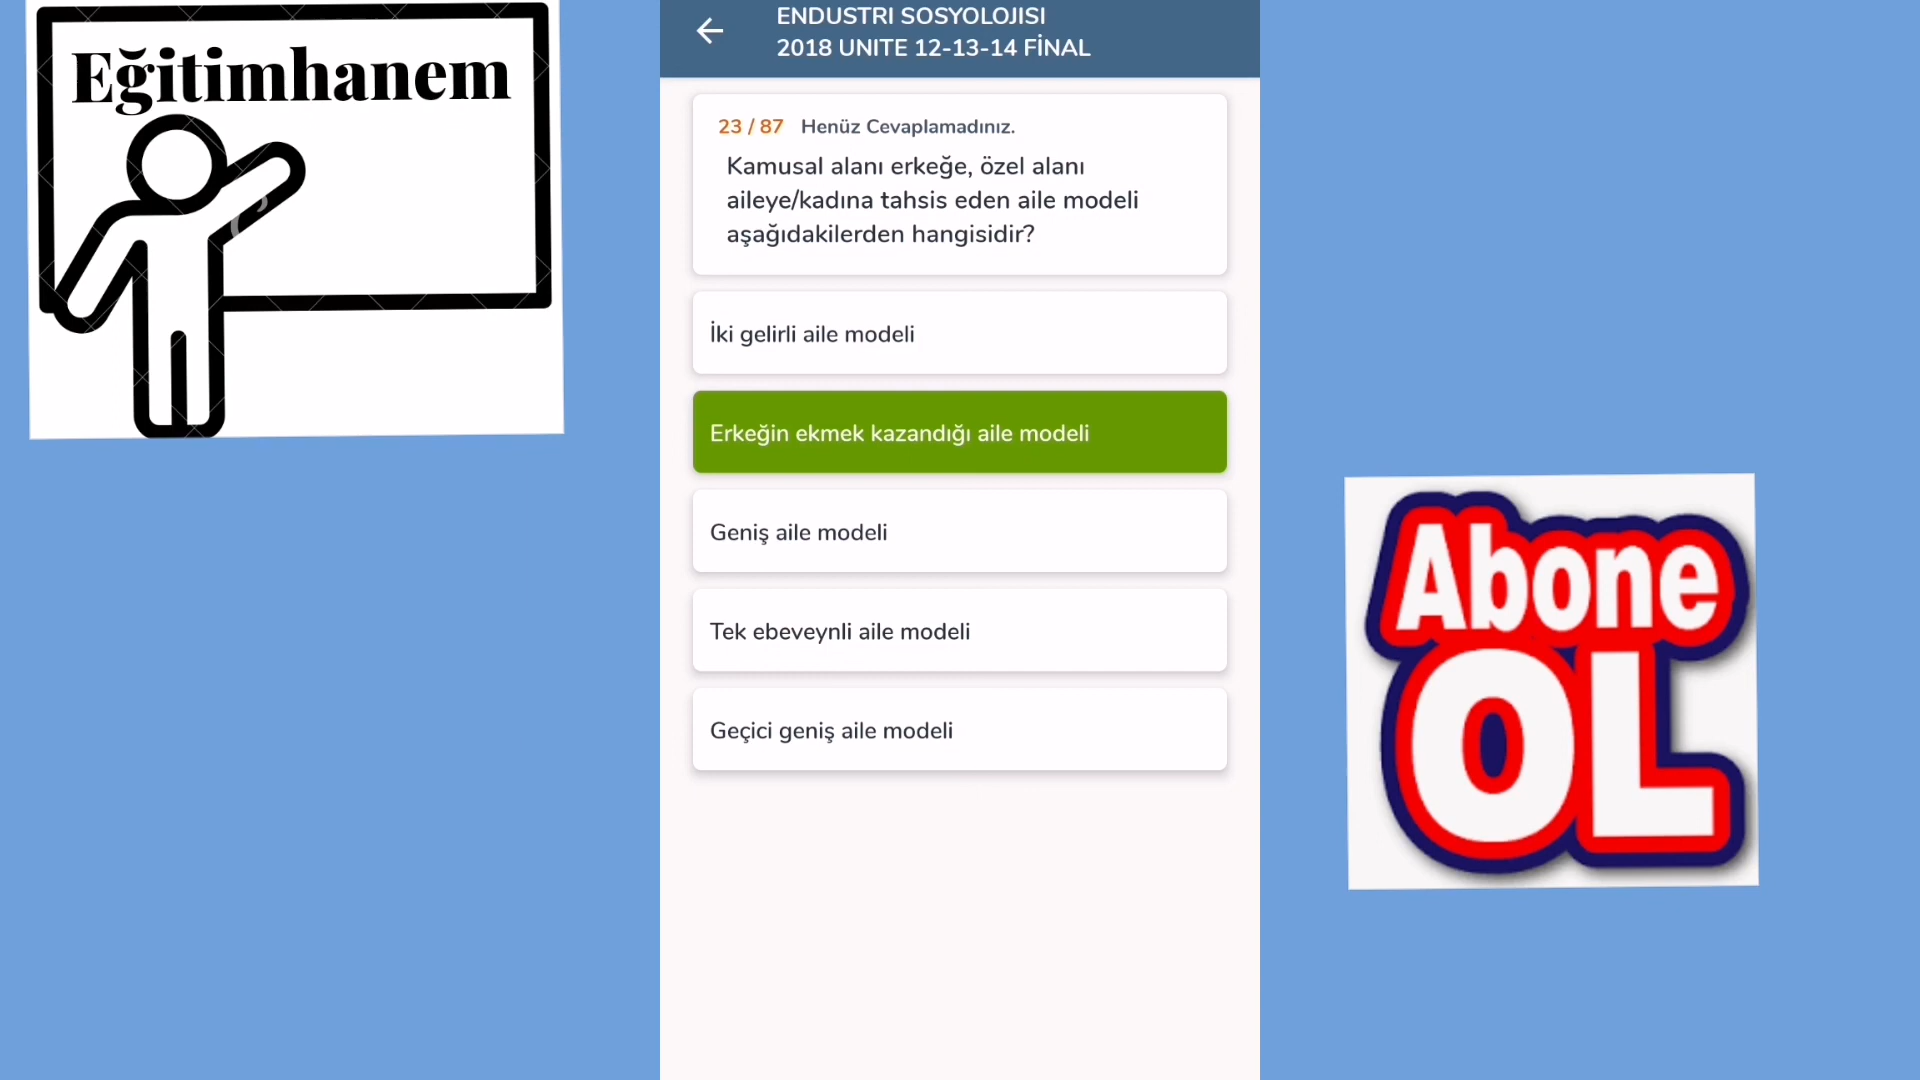 Eğitimhanem
ENDUSTRI SOSYOLOJISI
2018 UNITE 12-13-14 FİNAL
23 / 87 Henüz Cevaplamadınız.
Kamusal alanı erkeğe, özel alanı
aileye/kadına tahsis eden aile modeli
aşağıdakilerden hangisidir?
İki gelirli aile modeli
Erkeğin ekmek kazandığı aile modeli
Geniş aile modeli
Tek ebeveynli aile modeli
Geçici geniş aile modeli
Abone
OL